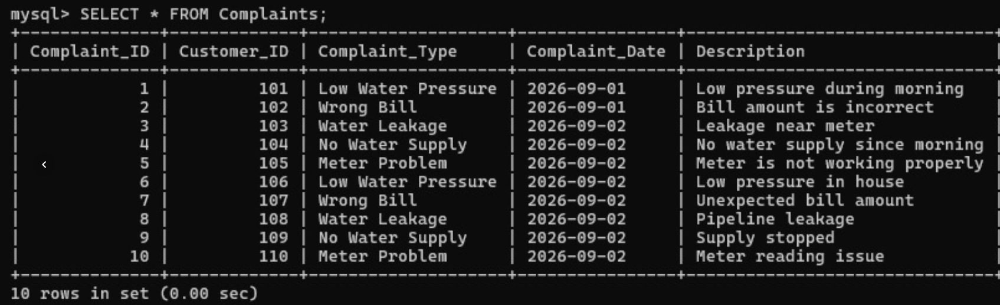 mysql> SELECT * FROM Complaints;
+--------------+-------------+--------------------+----------------+-------------------------------+
| Complaint_ID | Customer_ID | Complaint_Type     | Complaint_Date | Description                   |
+--------------+-------------+--------------------+----------------+-------------------------------+
|            1 |         101 | Low Water Pressure | 2026-09-01     | Low pressure during morning   |
|            2 |         102 | Wrong Bill         | 2026-09-01     | Bill amount is incorrect      |
|            3 |         103 | Water Leakage      | 2026-09-02     | Leakage near meter            |
|            4 |         104 | No Water Supply    | 2026-09-02     | No water supply since morning |
|            5 |         105 | Meter Problem      | 2026-09-02     | Meter is not working properly |
|            6 |         106 | Low Water Pressure | 2026-09-02     | Low pressure in house         |
|            7 |         107 | Wrong Bill         | 2026-09-02     | Unexpected bill amount        |
|            8 |         108 | Water Leakage      | 2026-09-02     | Pipeline leakage              |
|            9 |         109 | No Water Supply    | 2026-09-02     | Supply stopped                |
|           10 |         110 | Meter Problem      | 2026-09-02     | Meter reading issue           |
+--------------+-------------+--------------------+----------------+-------------------------------+
10 rows in set (0.00 sec)